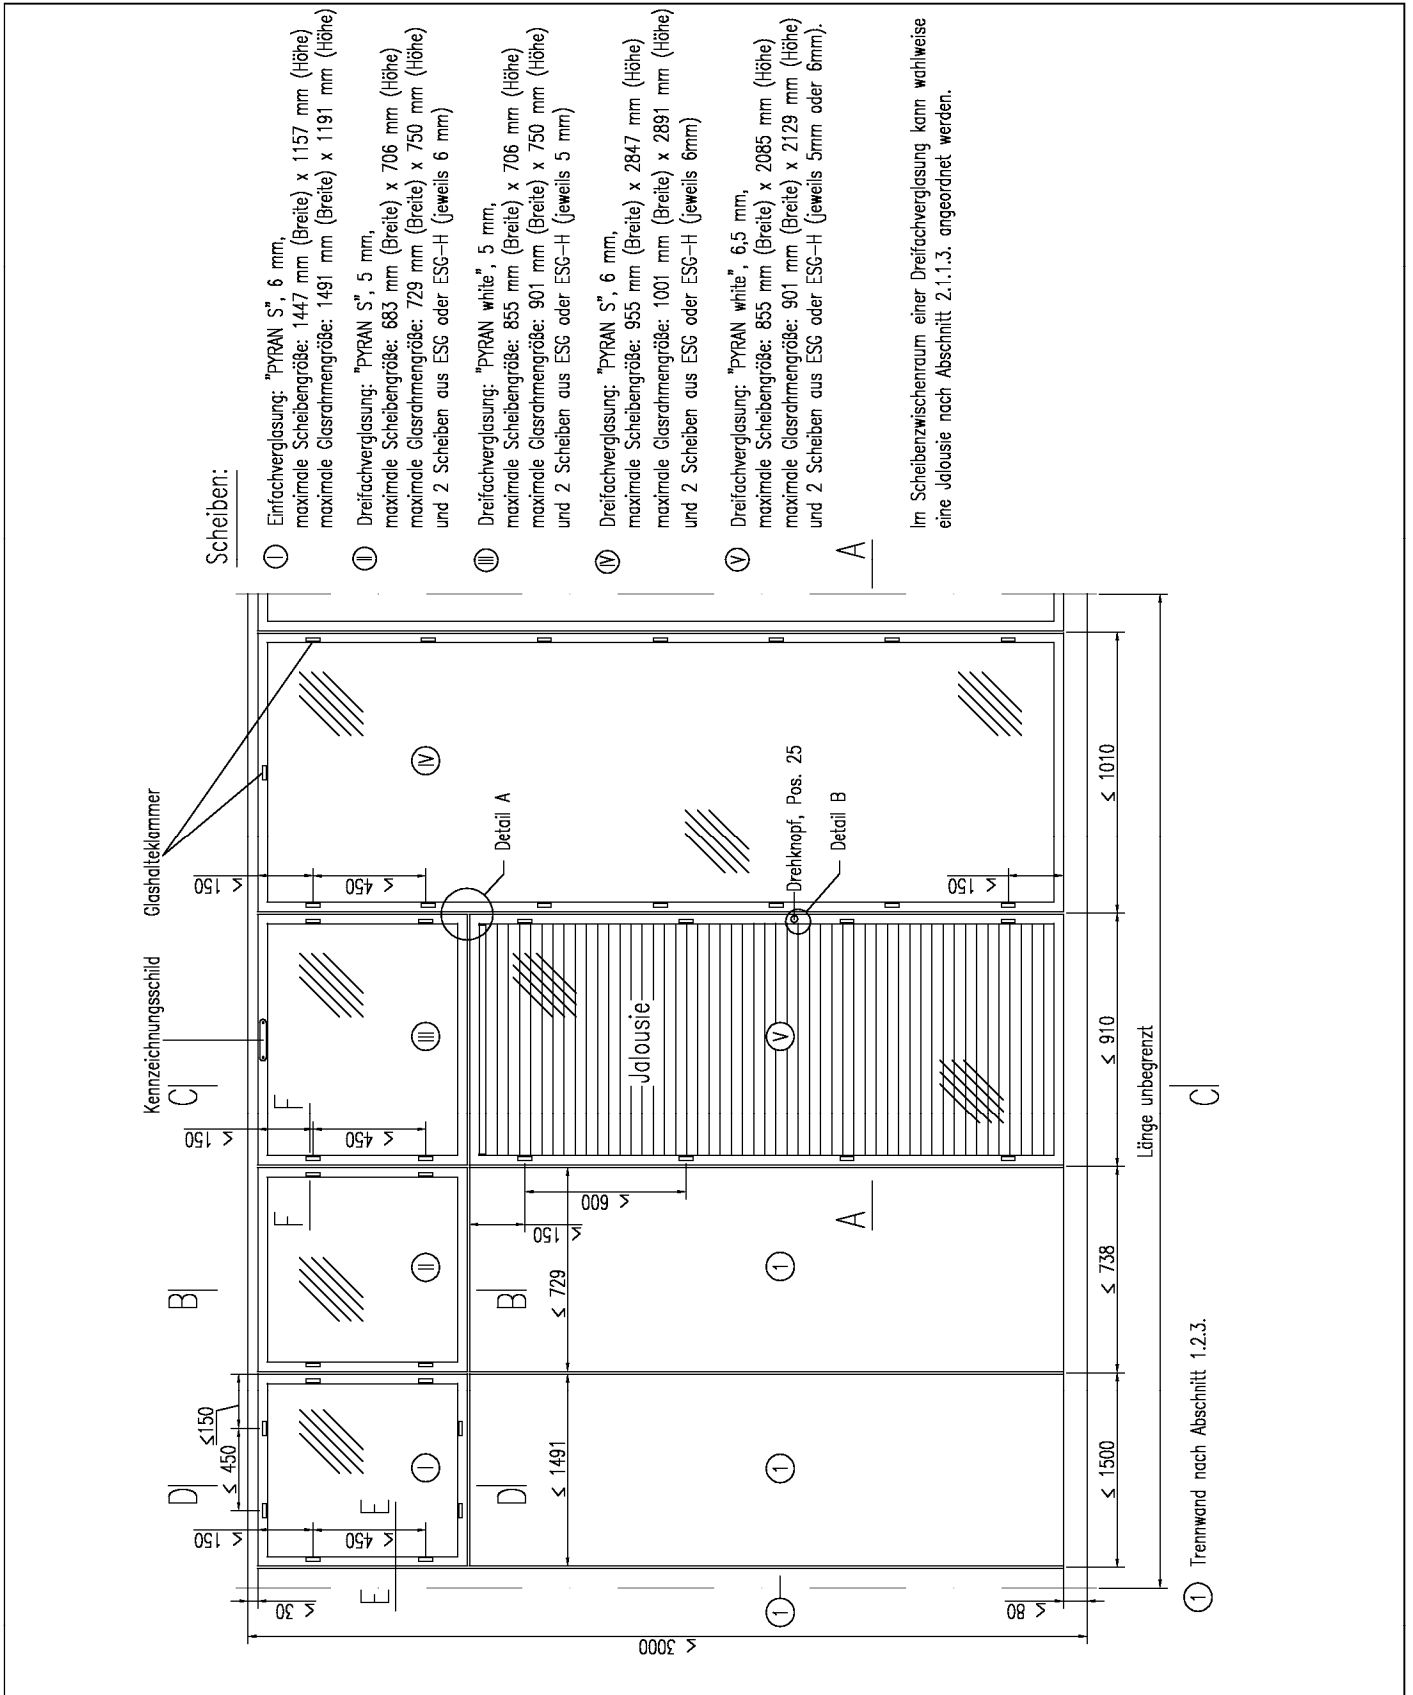 Scheiben:
I Einfachverglasung: "PYRAN S", 6 mm,
maximale Scheibengröße: 1447 mm (Breite) x 1157 mm (Höhe)
maximale Glasrahmengröße: 1491 mm (Breite) x 1191 mm (Höhe)
II Dreifachverglasung: "PYRAN S", 5 mm,
maximale Scheibengröße: 683 mm (Breite) x 706 mm (Höhe)
maximale Glasrahmengröße: 729 mm (Breite) x 750 mm (Höhe)
und 2 Scheiben aus ESG oder ESG-H (jeweils 6 mm)
III Dreifachverglasung: "PYRAN white", 5 mm,
maximale Scheibengröße: 855 mm (Breite) x 706 mm (Höhe)
maximale Glasrahmengröße: 901 mm (Breite) x 750 mm (Höhe)
und 2 Scheiben aus ESG oder ESG-H (jeweils 5 mm)
IV Dreifachverglasung: "PYRAN S", 6 mm,
maximale Scheibengröße: 955 mm (Breite) x 2847 mm (Höhe)
maximale Glasrahmengröße: 1001 mm (Breite) x 2891 mm (Höhe)
und 2 Scheiben aus ESG oder ESG-H (jeweils 6mm)
V Dreifachverglasung: "PYRAN white", 6,5 mm,
maximale Scheibengröße: 855 mm (Breite) x 2085 mm (Höhe)
maximale Glasrahmengröße: 901 mm (Breite) x 2129 mm (Höhe)
und 2 Scheiben aus ESG oder ESG-H (jeweils 5mm oder 6mm).
Im Scheibenzwischenraum einer Dreifachverglasung kann wahlweise
eine Jalousie nach Abschnitt 2.1.1.3. angeordnet werden.
Kennzeichnungsschild
Glashalteklammer
D
B
C
≤ 450
≤150
≤ 150
≤ 150
≤ 150
≤ 30
≤ 450
≤ 450
≤ 450
E
E
F
F
I
II
III
IV
Detail A
D
B
≤ 150
≤ 600
≤ 1491
≤ 729
Jalousie
1
1
1
V
Drehknopf, Pos. 25
Detail B
A
A
≤ 3000
≤ 80
≤ 150
≤ 1500
≤ 738
≤ 910
≤ 1010
Länge unbegrenzt
C
1 Trennwand nach Abschnitt 1.2.3.